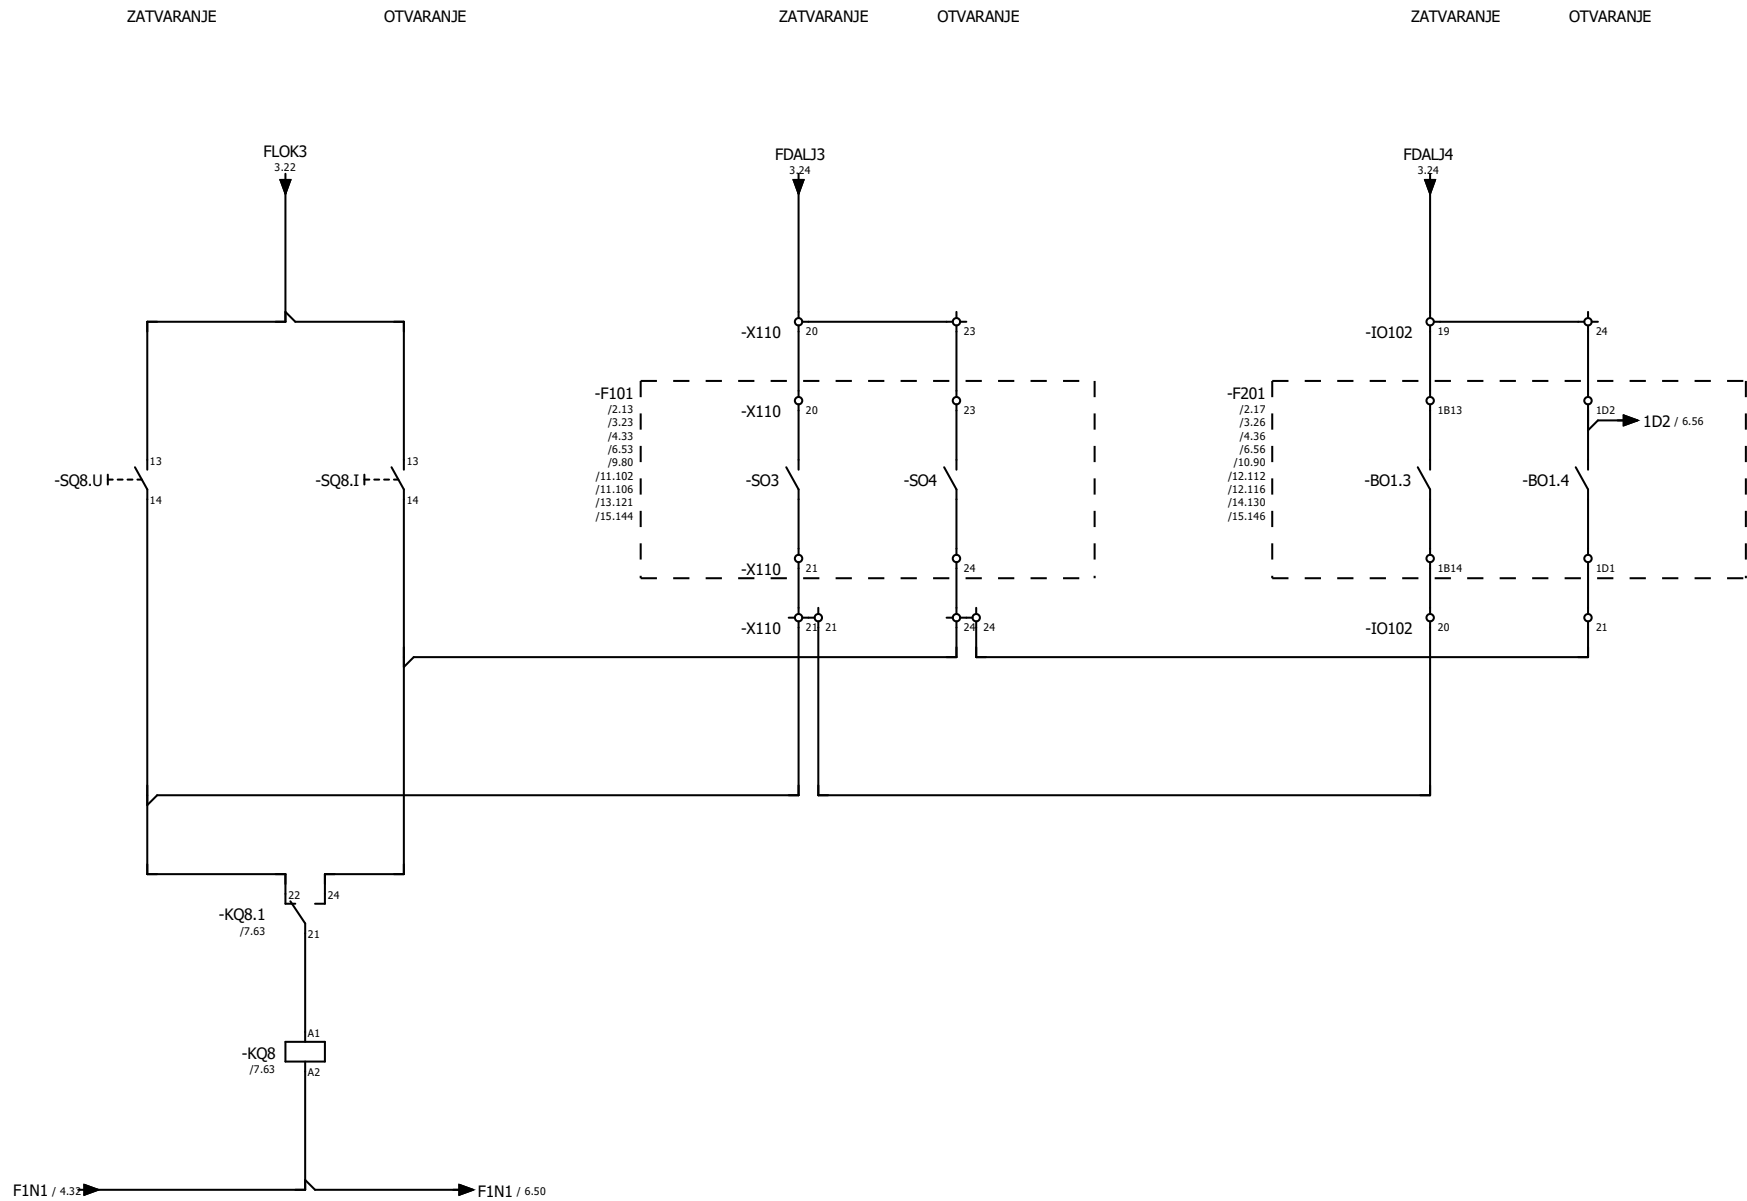 ZATVARANJE OTVARANJE ZATVARANJE OTVARANJE ZATVARANJE OTVARANJE
FLOK3 FDALJ3 FDALJ4
3.22 3.24 3.24
-X110 20 23 -IO102 19 24
-F101 -F201
/2.13 /2.17
/3.23 /3.26
/4.33 /4.36
/6.53 /6.56
/9.80 /10.90
/11.102 /12.112
/11.106 /12.116
/13.121 /14.130
/15.144 /15.146
-X110 20 23 1B13 1D2
1D2 / 6.56
13 13
-SQ8.U -SQ8.I -SO3 -SO4 -BO1.3 -BO1.4
14 14
-X110 21 24 1B14 1D1
-X110 21 21 24 24 -IO102 20 21
22 24
-KQ8.1
/7.63
21
A1
-KQ8
/7.63
A2
F1N1 / 4.32 F1N1 / 6.50